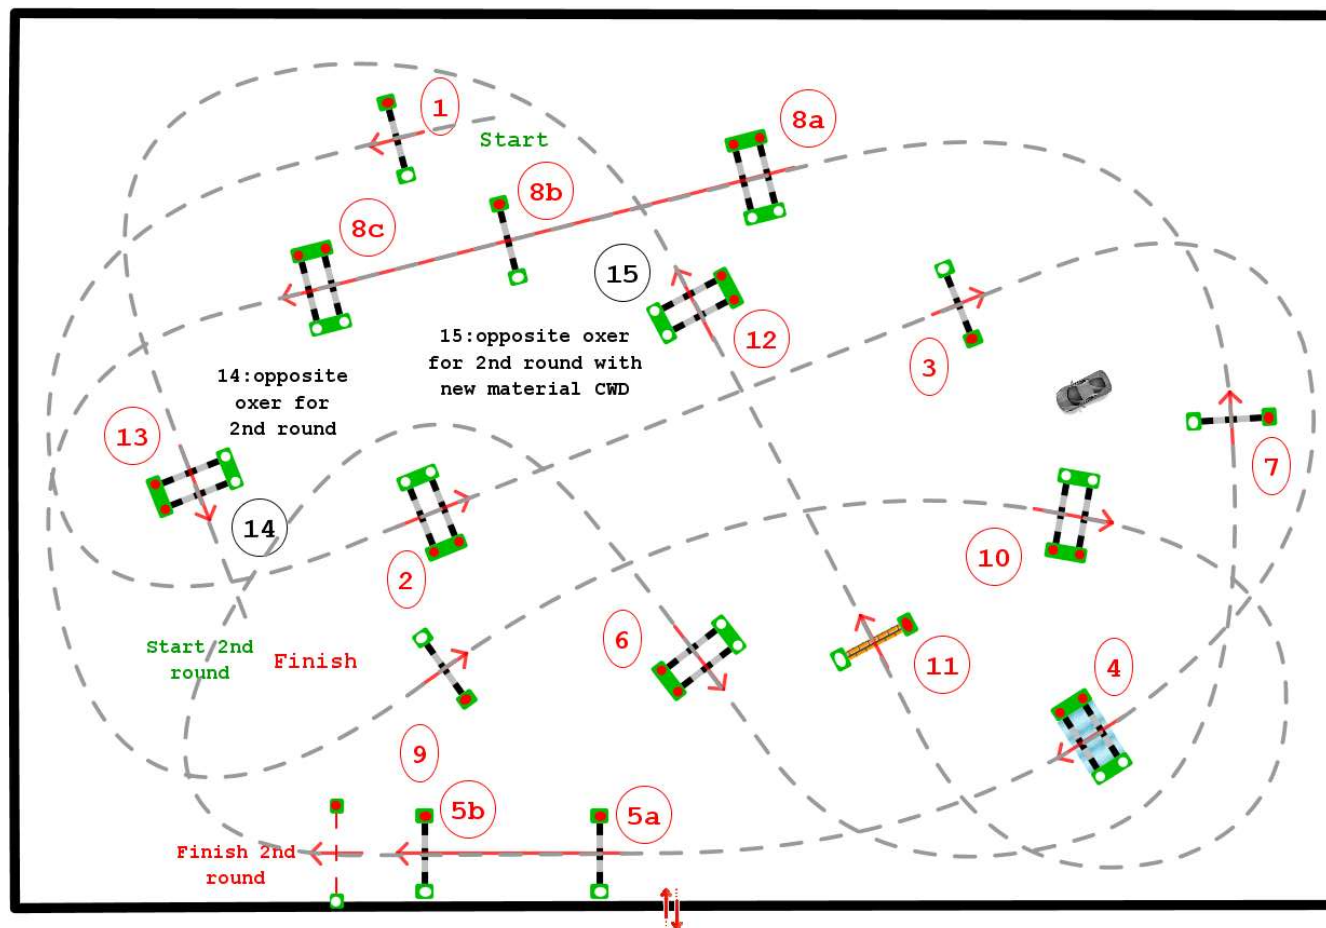 1
Start
8a
8b
8c
15
12
3
15:opposite oxer
for 2nd round with
new material CWD
14:opposite
oxer for
2nd round
13
14
7
2
10
6
11
4
Start 2nd
round
Finish
9
5b
5a
Finish 2nd
round